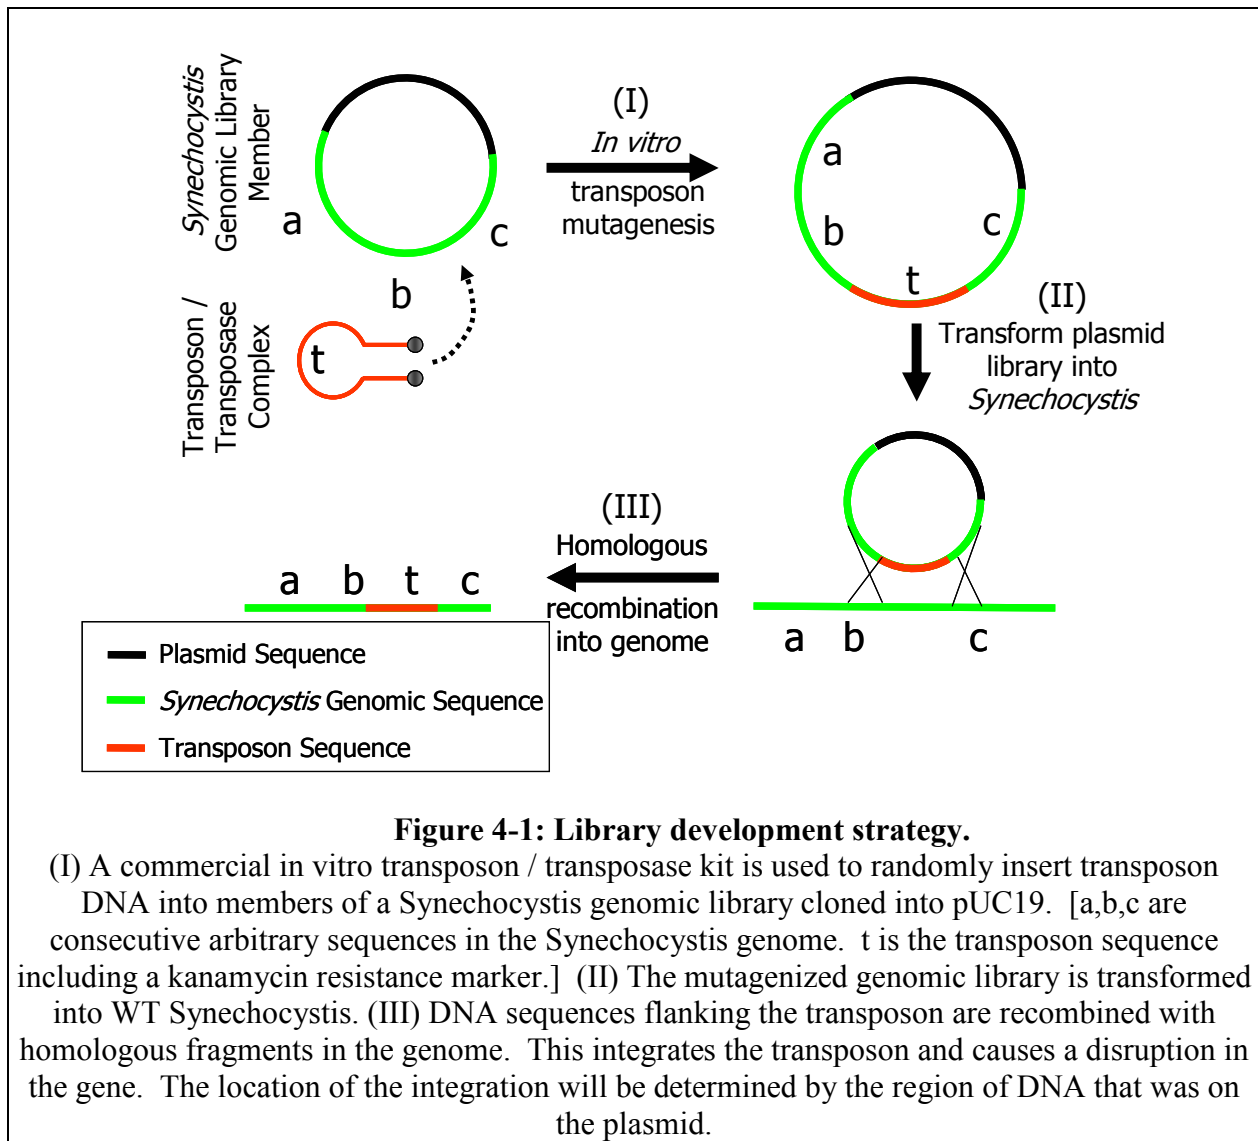 Synechocystis
Genomic Library
Member
a
c
b
(I)
In vitro
transposon
mutagenesis
a
b
c
t
Transposon /
Transposase
Complex
t
(II)
Transform plasmid
library into
Synechocystis
(III)
Homologous
recombination
into genome
a b t c
a b c
Plasmid Sequence
Synechocystis Genomic Sequence
Transposon Sequence
Figure 4-1: Library development strategy.
(I) A commercial in vitro transposon / transposase kit is used to randomly insert transposon
DNA into members of a Synechocystis genomic library cloned into pUC19. [a,b,c are
consecutive arbitrary sequences in the Synechocystis genome. t is the transposon sequence
including a kanamycin resistance marker.] (II) The mutagenized genomic library is transformed
into WT Synechocystis. (III) DNA sequences flanking the transposon are recombined with
homologous fragments in the genome. This integrates the transposon and causes a disruption in
the gene. The location of the integration will be determined by the region of DNA that was on
the plasmid.